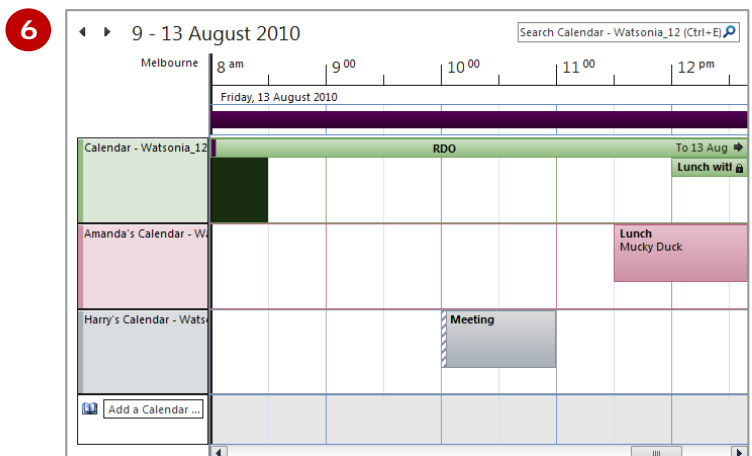 6
9 - 13 August 2010
Search Calendar - Watsonia_12 (Ctrl+E)
Melbourne
8 am 9 00 10 00 11 00 12 pm
Friday, 13 August 2010
Calendar - Watsonia_12
RDO
To 13 Aug
Lunch witl
Amanda's Calendar - Wa
Lunch
Mucky Duck
Harry's Calendar - Watso
Meeting
Add a Calendar ...